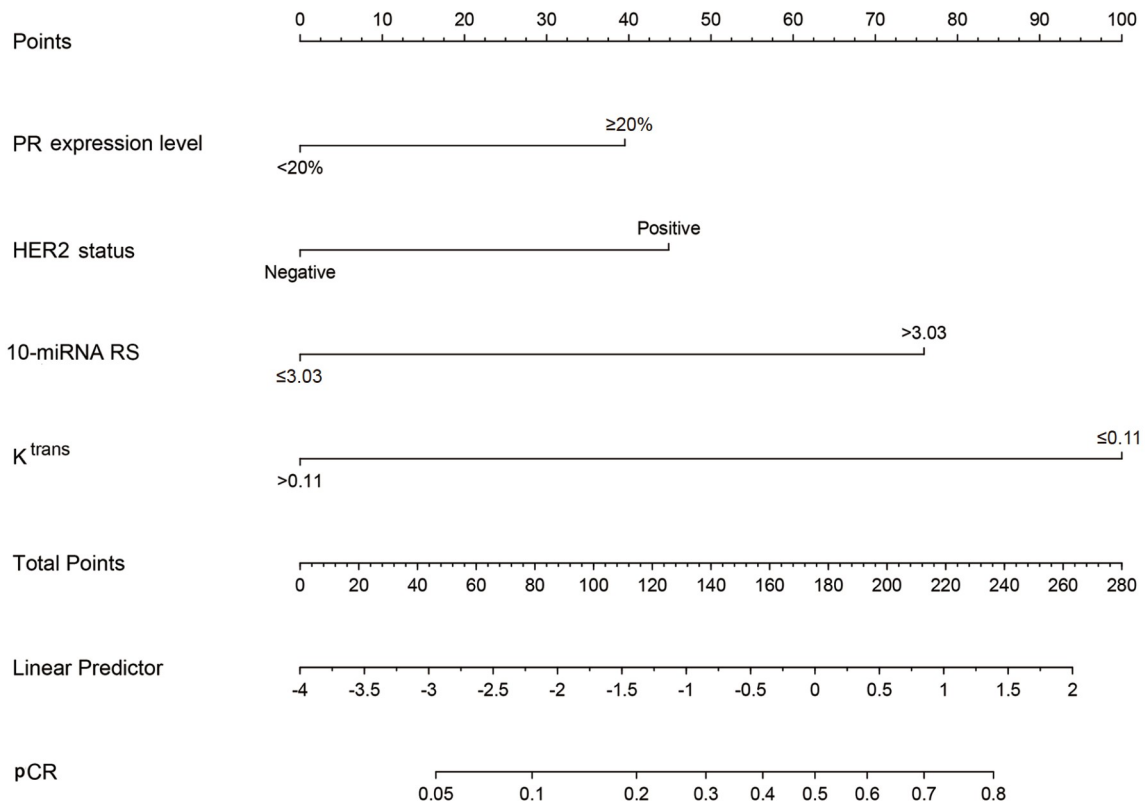 0 10 20 30 40 50 60 70 80 90 100
Points
≥20%
PR expression level
<20%
Positive
HER2 status
Negative
>3.03
10-miRNA RS
≤3.03
≤0.11
K trans
>0.11
Total Points
0 20 40 60 80 100 120 140 160 180 200 220 240 260 280
Linear Predictor
-4 -3.5 -3 -2.5 -2 -1.5 -1 -0.5 0 0.5 1 1.5 2
pCR
0.05 0.1 0.2 0.3 0.4 0.5 0.6 0.7 0.8